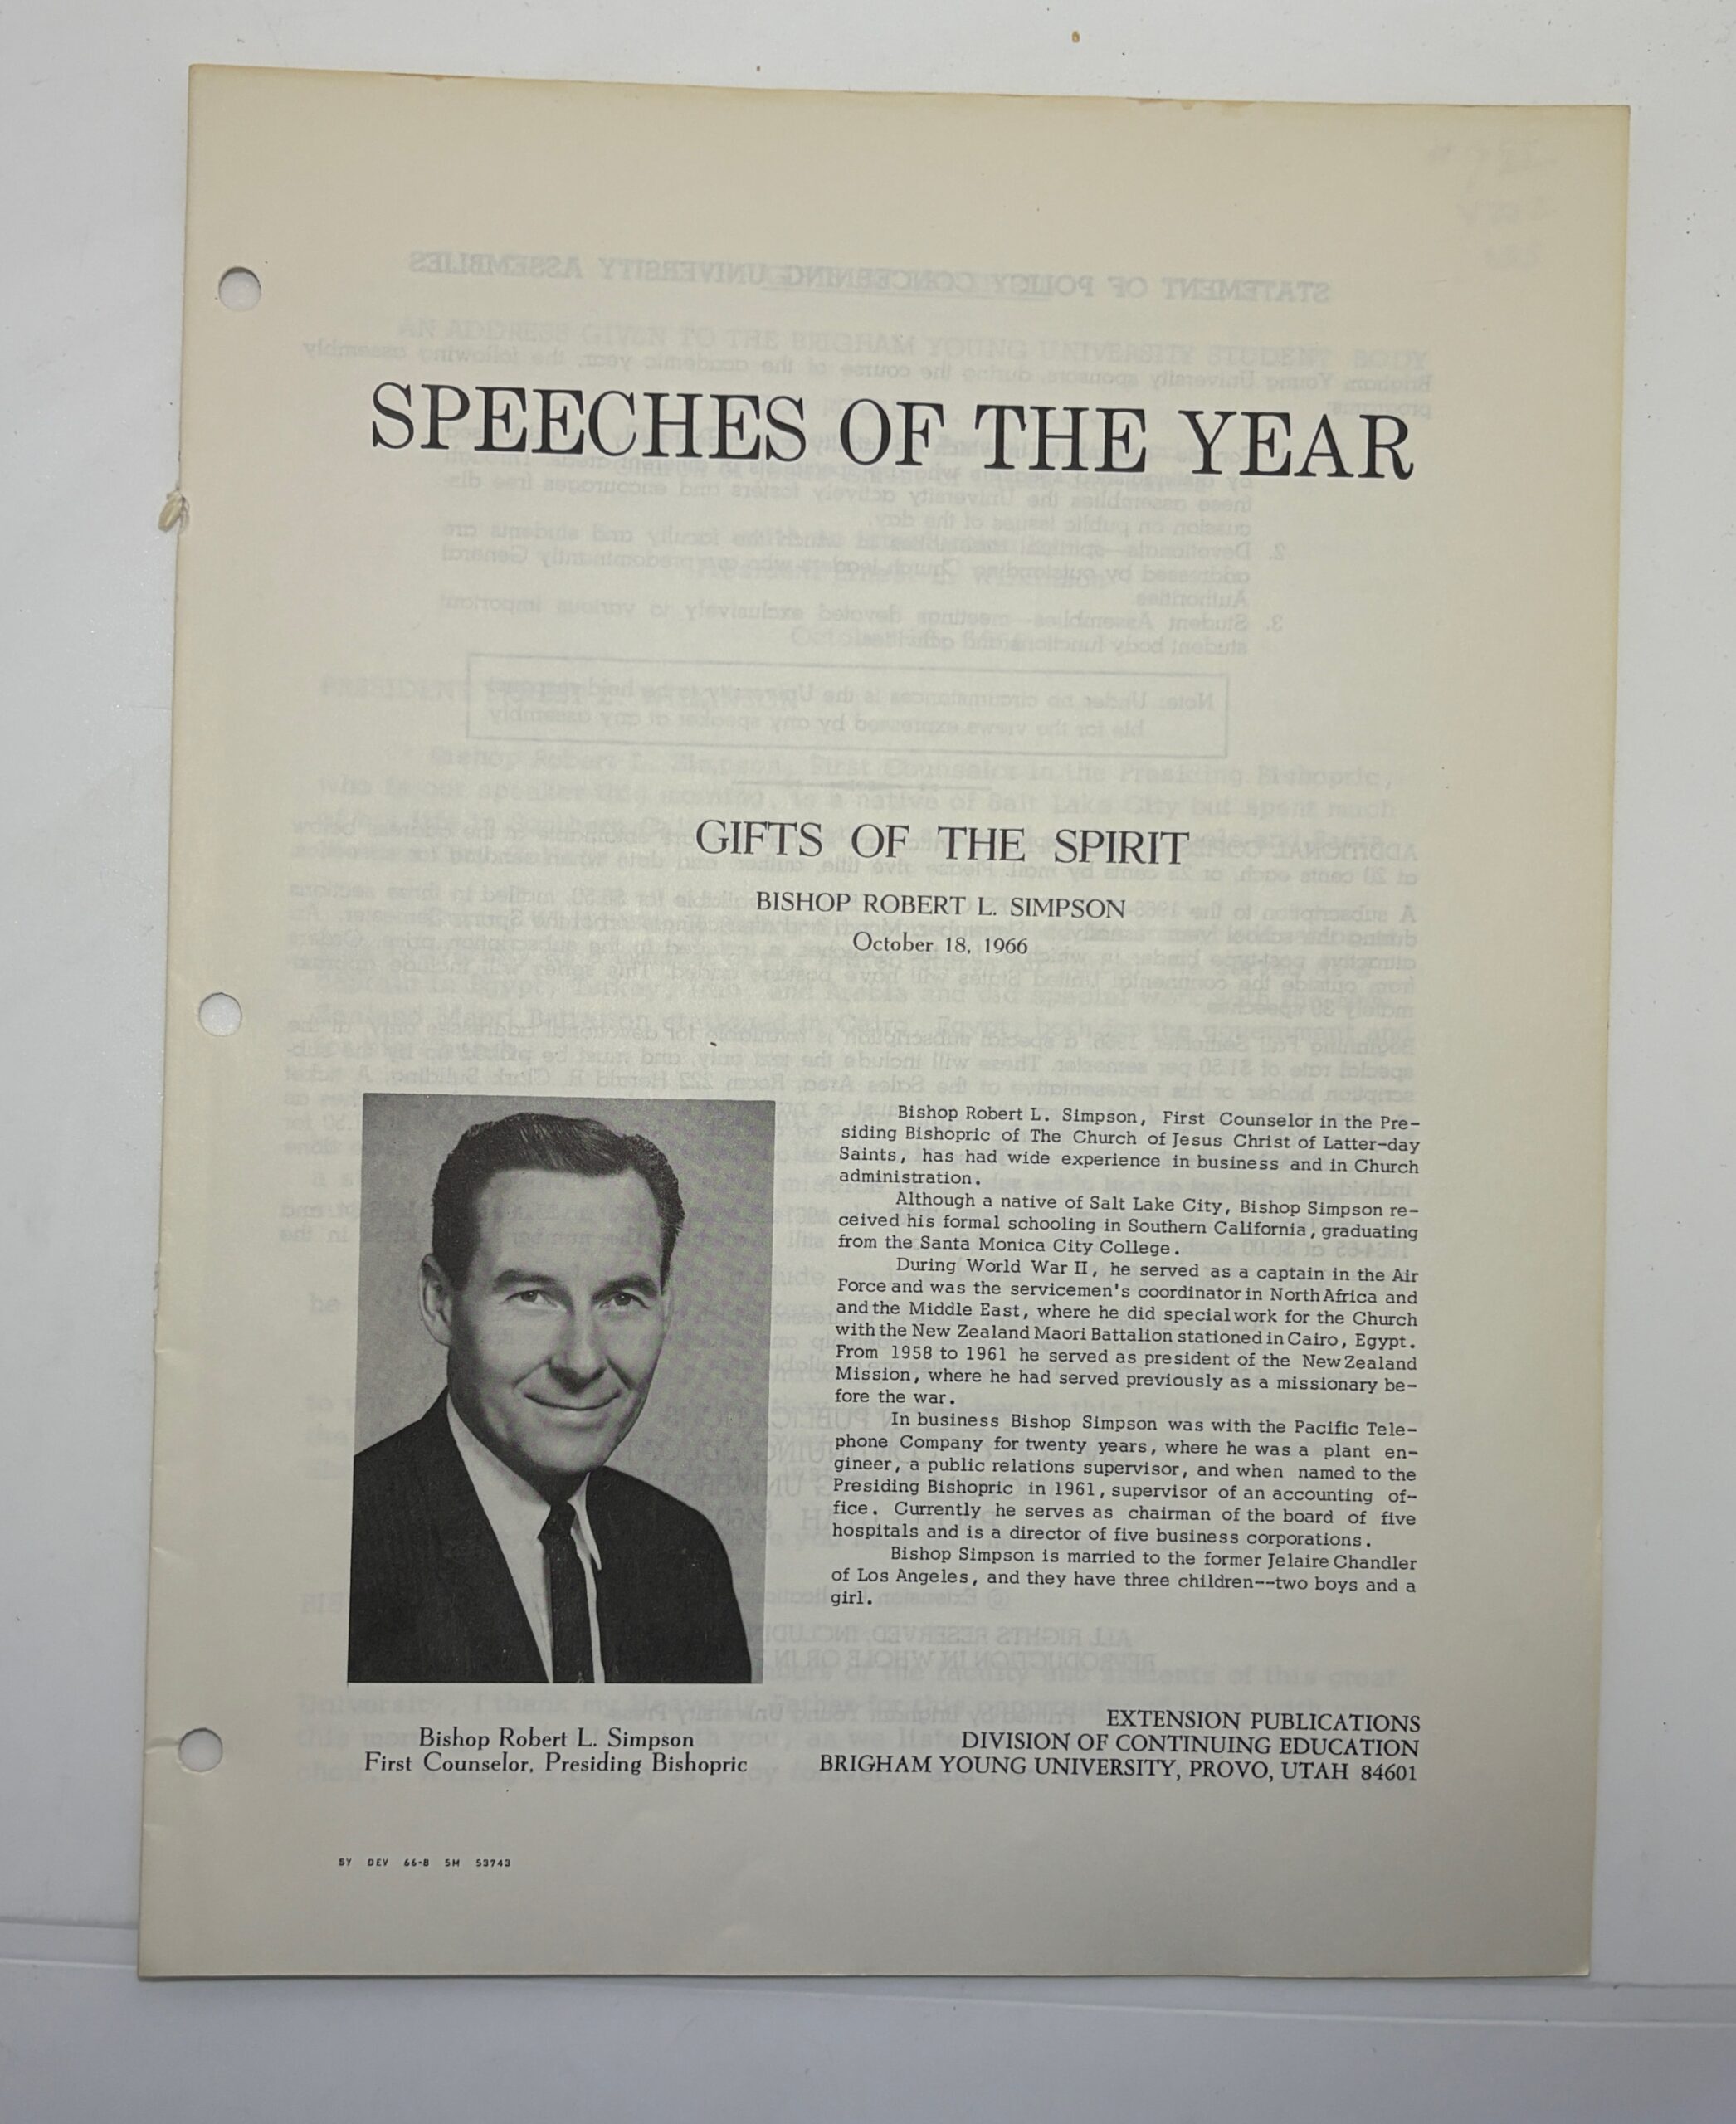 SPEECHES OF THE YEAR
GIFTS OF THE SPIRIT
BISHOP ROBERT L. SIMPSON
October 18, 1966
Bishop Robert L. Simpson, First Counselor in the Pre-
siding Bishopric of The Church of Jesus Christ of Latter-day
Saints, has had wide experience in business and in Church
administration.
Although a native of Salt Lake City, Bishop Simpson re-
ceived his formal schooling in Southern California, graduating
from the Santa Monica City College.
During World War II, he served as a captain in the Air
Force and was the servicemen's coordinator in North Africa and
and the Middle East, where he did special work for the Church
with the New Zealand Maori Battalion stationed in Cairo, Egypt.
From 1958 to 1961 he served as president of the New Zealand
Mission, where he had served previously as a missionary be-
fore the war.
In business Bishop Simpson was with the Pacific Tele-
phone Company for twenty years, where he was a plant en-
gineer, a public relations supervisor, and when named to the
Presiding Bishopric in 1961, supervisor of an accounting of-
fice. Currently he serves as chairman of the board of five
hospitals and is a director of five business corporations.
Bishop Simpson is married to the former Jelaire Chandler
of Los Angeles, and they have three children--two boys and a
girl.
Bishop Robert L. Simpson
First Counselor, Presiding Bishopric
EXTENSION PUBLICATIONS
DIVISION OF CONTINUING EDUCATION
BRIGHAM YOUNG UNIVERSITY, PROVO, UTAH 84601
SY DEV 66-8 5M 53743